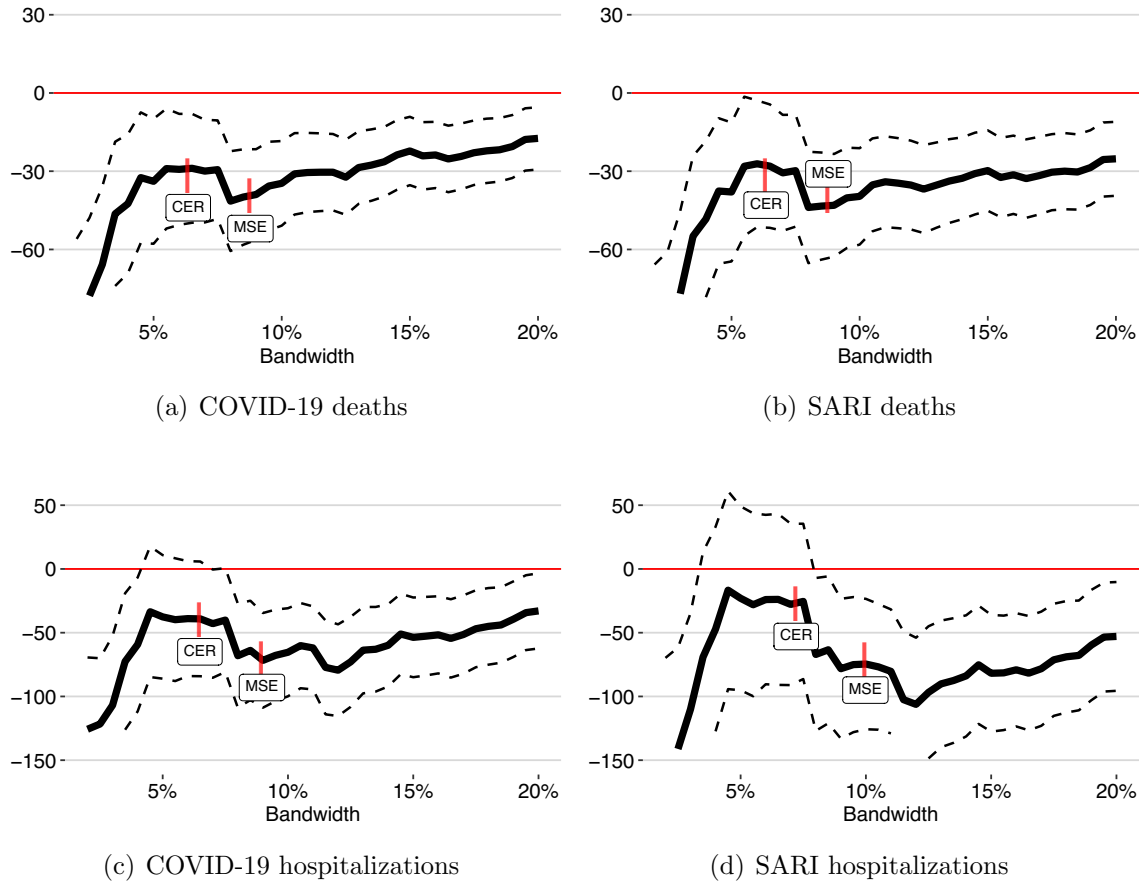 30
0
−30
−60
CER
MSE
5%
10%
15%
20%
Bandwidth
(a) COVID-19 deaths
30
0
−30
−60
MSE
CER
5%
10%
15%
20%
Bandwidth
(b) SARI deaths
50
0
−50
−100
−150
CER
MSE
5%
10%
15%
20%
Bandwidth
(c) COVID-19 hospitalizations
50
0
−50
−100
−150
CER
MSE
5%
10%
15%
20%
Bandwidth
(d) SARI hospitalizations